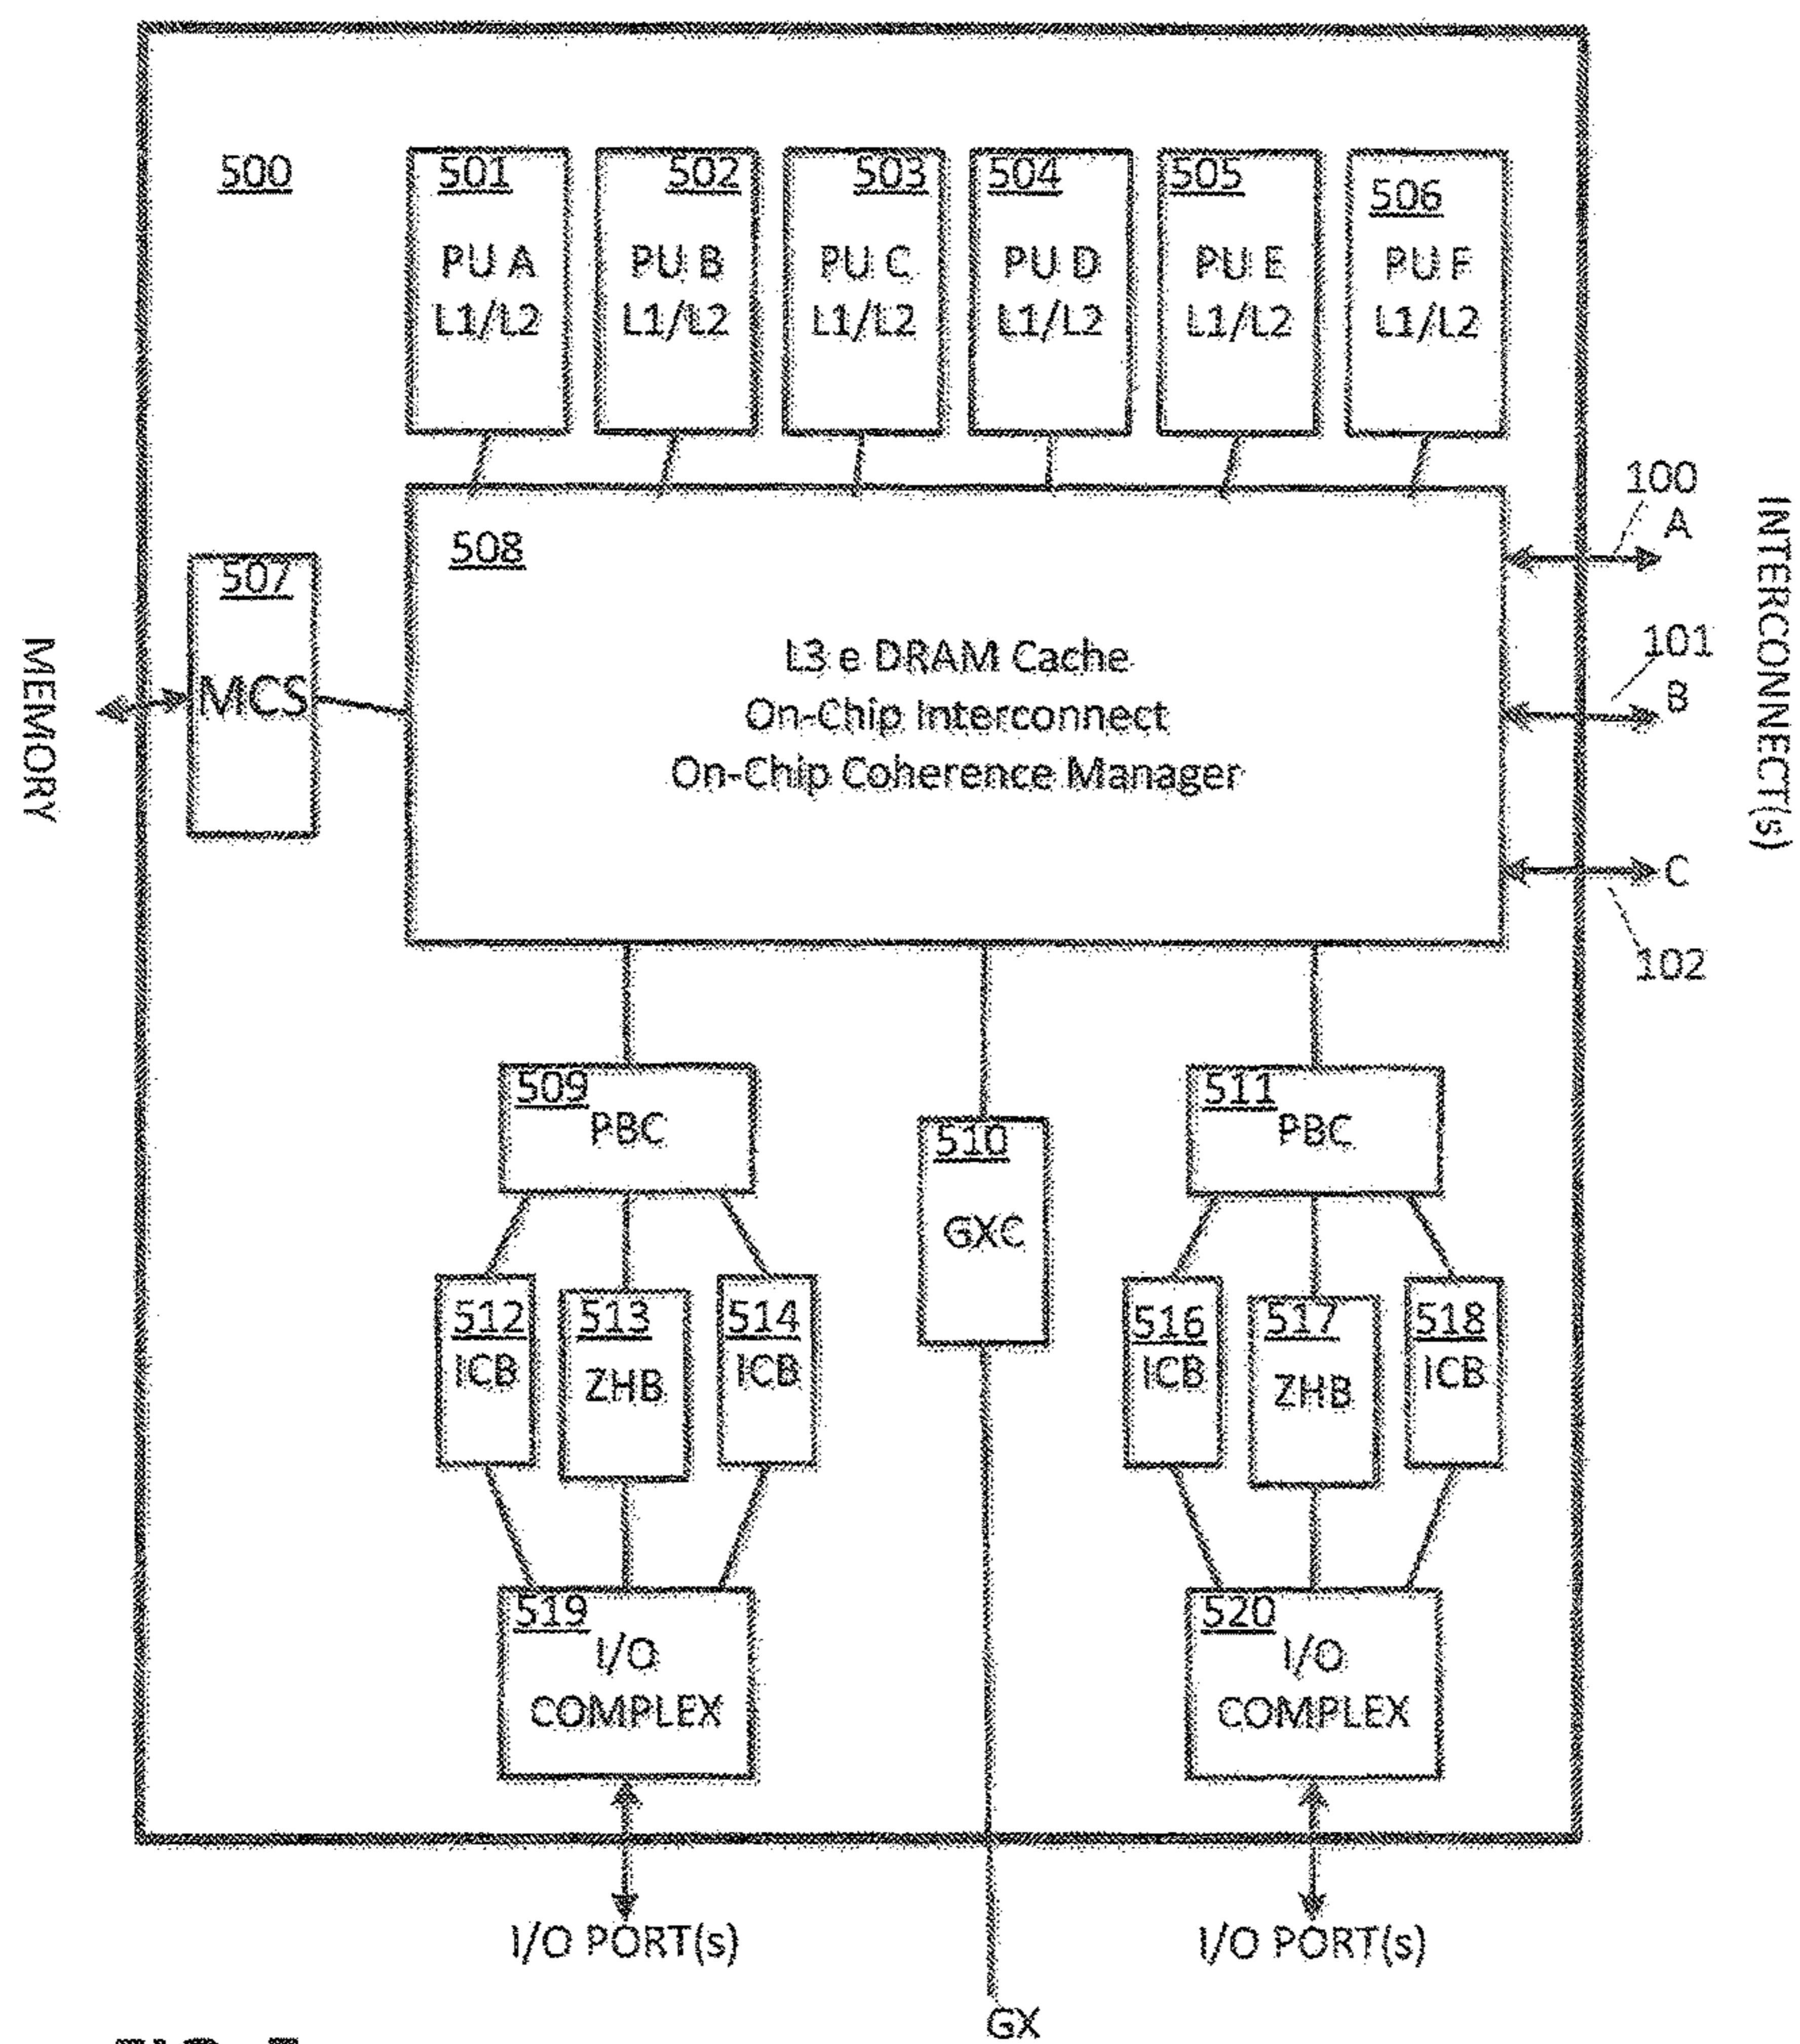 500
501
PU A
L1/L2
502
PU B
L1/L2
503
PU C
L1/L2
504
PU D
L1/L2
505
PU E
L1/L2
506
PU F
L1/L2
100
A
101
B
C
102
INTERCONNECT(s)
MEMORY
507
MCS
508
L3 e DRAM Cache
On-Chip Interconnect
On-Chip Coherence Manager
509
PBC
510
GXC
511
PBC
512
ICB
513
ZHB
514
ICB
516
ICB
517
ZHB
518
ICB
519
I/O
COMPLEX
520
I/O
COMPLEX
I/O PORT(s)
I/O PORT(s)
GX